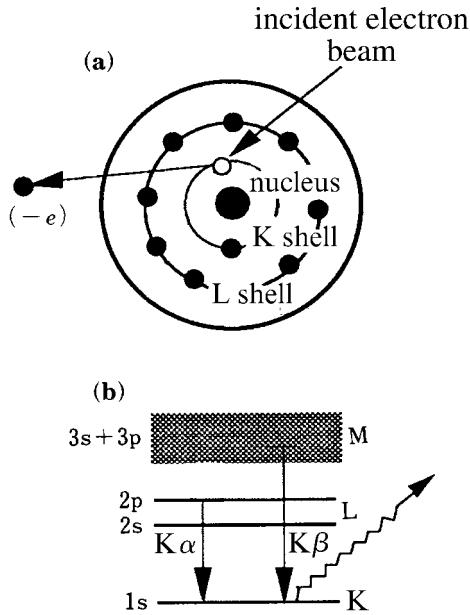 incident electron
beam
(a)
nucleus
(−e)
K shell
L shell
(b)
3s+3p M
2p
L
2s
Kα Kβ
1s K